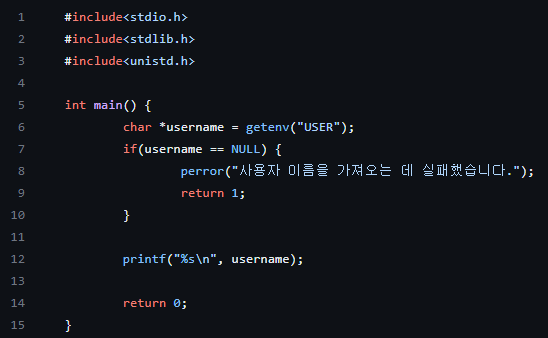 1 #include<stdio.h>
2 #include<stdlib.h>
3 #include<unistd.h>
4
5 int main() {
6 char *username = getenv("USER");
7 if(username == NULL) {
8 perror("사용자 이름을 가져오는 데 실패했습니다.");
9 return 1;
10 }
11
12 printf("%s\n", username);
13
14 return 0;
15 }